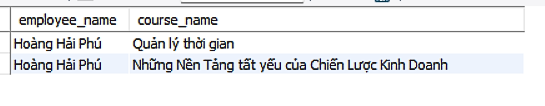 employee_name course_name
Hoàng Hải Phú Quản lý thời gian
Hoàng Hải Phú Những Nền Tảng tất yếu của Chiến Lược Kinh Doanh